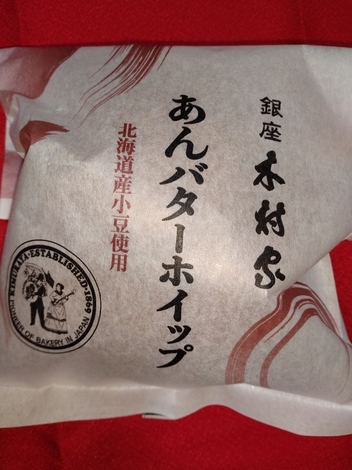 銀座 木村家
あんバターホイップ
北海道産小豆使用
KIMURAYA·ESTABLISHED·1869
PIONEER OF BAKERY IN JAPAN